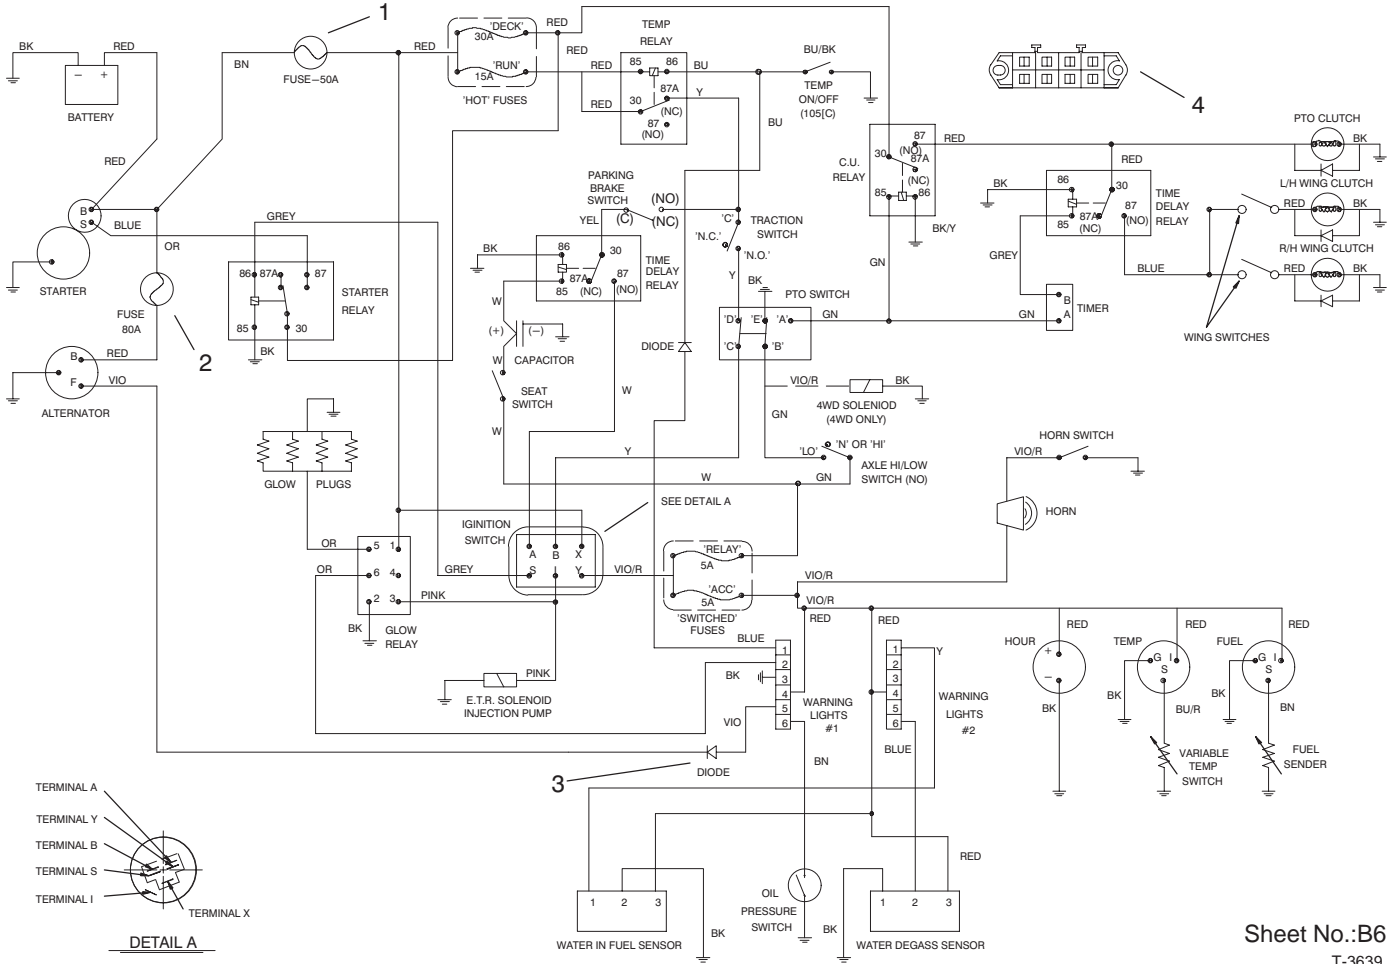 1
BK
RED
BATTERY
BN
FUSE–50A
RED
'DECK'
30A
'RUN'
15A
'HOT' FUSES
RED
RED
TEMP
RELAY
RED
RED
85
86
BU
87A
30
(NC)
87
(NO)
Y
BU/BK
TEMP
ON/OFF
(105[C)
BU
4
PTO CLUTCH
BK
L/H WING CLUTCH
RED
BK
R/H WING CLUTCH
RED
BK
87
(NO)
30
87A
(NC)
85
86
RED
C.U.
RELAY
BK/Y
GN
RED
BK
86
30
TIME
DELAY
RELAY
87
(NO)
85
87A
(NC)
GREY
BLUE
WING SWITCHES
B
A
TIMER
GN
RED
B
S
BLUE
OR
STARTER
GREY
86
87A
87
STARTER
RELAY
85
30
BK
FUSE
80A
2
B
RED
F
VIO
ALTERNATOR
PARKING
BRAKE
SWITCH
(NO)
(C)
(NC)
YEL
BK
86
30
TIME
DELAY
RELAY
87
(NO)
85
87A
(NC)
W
(+)
(–)
CAPACITOR
W
SEAT
SWITCH
W
W
'C'
TRACTION
SWITCH
'N.C.'
'N.O.'
Y
BK
PTO SWITCH
'D'
'E'
'A'
GN
'C'
'B'
DIODE
VIO/R
BK
4WD SOLENIOD
(4WD ONLY)
GN
'N' OR 'HI'
'LO'
AXLE HI/LOW
SWITCH (NO)
Y
W
GN
HORN SWITCH
VIO/R
HORN
GLOW
PLUGS
OR
OR
5
1
6
4
2
3
BK
GLOW
RELAY
GREY
PINK
IGINITION
SWITCH
A
B
X
S
I
Y
SEE DETAIL A
VIO/R
'RELAY'
5A
'ACC'
5A
'SWITCHED'
FUSES
VIO/R
VIO/R
PINK
E.T.R. SOLENOID
INJECTION PUMP
BLUE
BK
VIO
1
2
3
4
5
6
RED
WARNING
LIGHTS
#1
BN
RED
1
2
3
4
5
6
Y
WARNING
LIGHTS
#2
BLUE
HOUR
RED
+
–
BK
TEMP
RED
G
I
S
BK
BU/R
VARIABLE
TEMP
SWITCH
FUEL
RED
G
I
S
BK
BN
FUEL
SENDER
3
DIODE
TERMINAL A
TERMINAL Y
TERMINAL B
TERMINAL S
TERMINAL I
TERMINAL X
DETAIL A
1
2
3
BK
WATER IN FUEL SENSOR
OIL
PRESSURE
SWITCH
BK
1
2
3
RED
WATER DEGASS SENSOR
Sheet No.:B6
T-3639